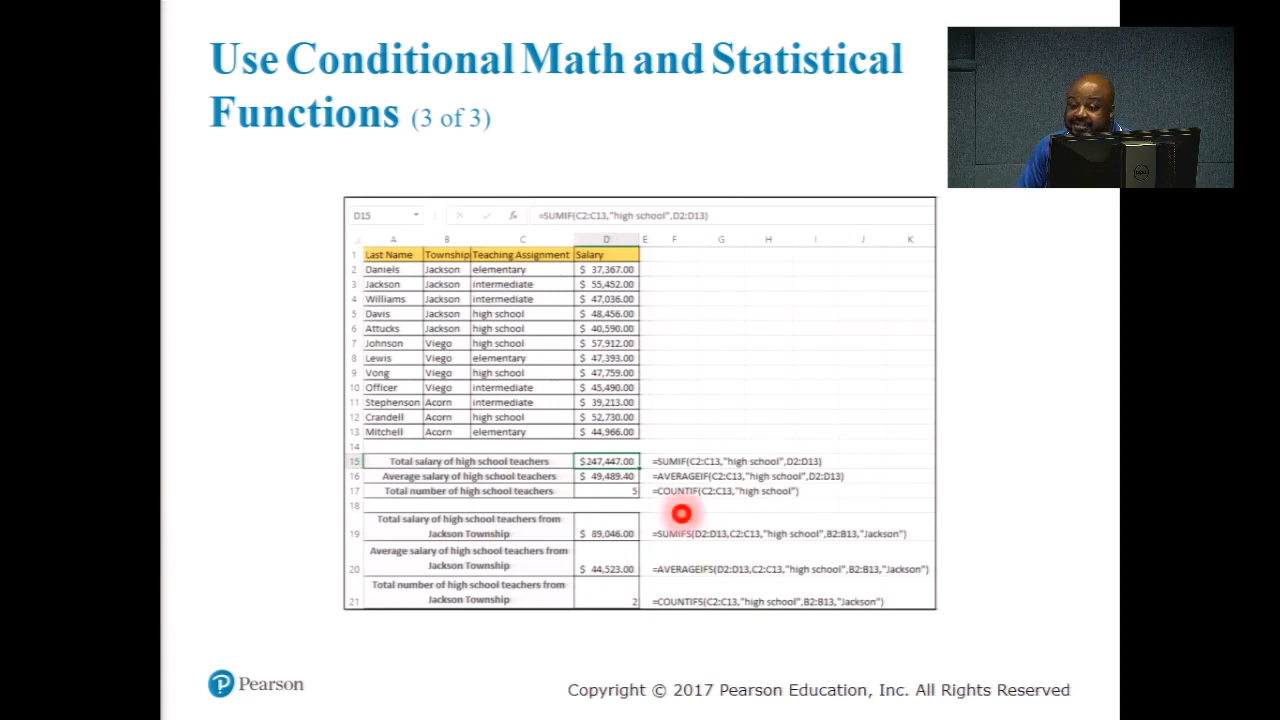 Use Conditional Math and Statistical
Functions (3 of 3)
D15 fx =SUMIF(C2:C13,"high school",D2:D13)
A B C D E F G H I J K
1 Last Name Township Teaching Assignment Salary
2 Daniels Jackson elementary $ 37,367.00
3 Jackson Jackson intermediate $ 55,452.00
4 Williams Jackson intermediate $ 47,036.00
5 Davis Jackson high school $ 48,456.00
6 Attucks Jackson high school $ 40,590.00
7 Johnson Viego high school $ 57,912.00
8 Lewis Viego elementary $ 47,393.00
9 Vong Viego high school $ 47,759.00
10 Officer Viego intermediate $ 45,490.00
11 Stephenson Acorn intermediate $ 39,213.00
12 Crandell Acorn high school $ 52,730.00
13 Mitchell Acorn elementary $ 44,966.00
14
15 Total salary of high school teachers $247,447.00 =SUMIF(C2:C13,"high school",D2:D13)
16 Average salary of high school teachers $ 49,489.40 =AVERAGEIF(C2:C13,"high school",D2:D13)
17 Total number of high school teachers 5 =COUNTIF(C2:C13,"high school")
18
Total salary of high school teachers from
19 Jackson Township $ 89,046.00 =SUMIFS(D2:D13,C2:C13,"high school",B2:B13,"Jackson")
Average salary of high school teachers from
Jackson Township
20 $ 44,523.00 =AVERAGEIFS(D2:D13,C2:C13,"high school",B2:B13,"Jackson")
Total number of high school teachers from
21 Jackson Township 2 =COUNTIFS(C2:C13,"high school",B2:B13,"Jackson")
Pearson
Copyright © 2017 Pearson Education, Inc. All Rights Reserved